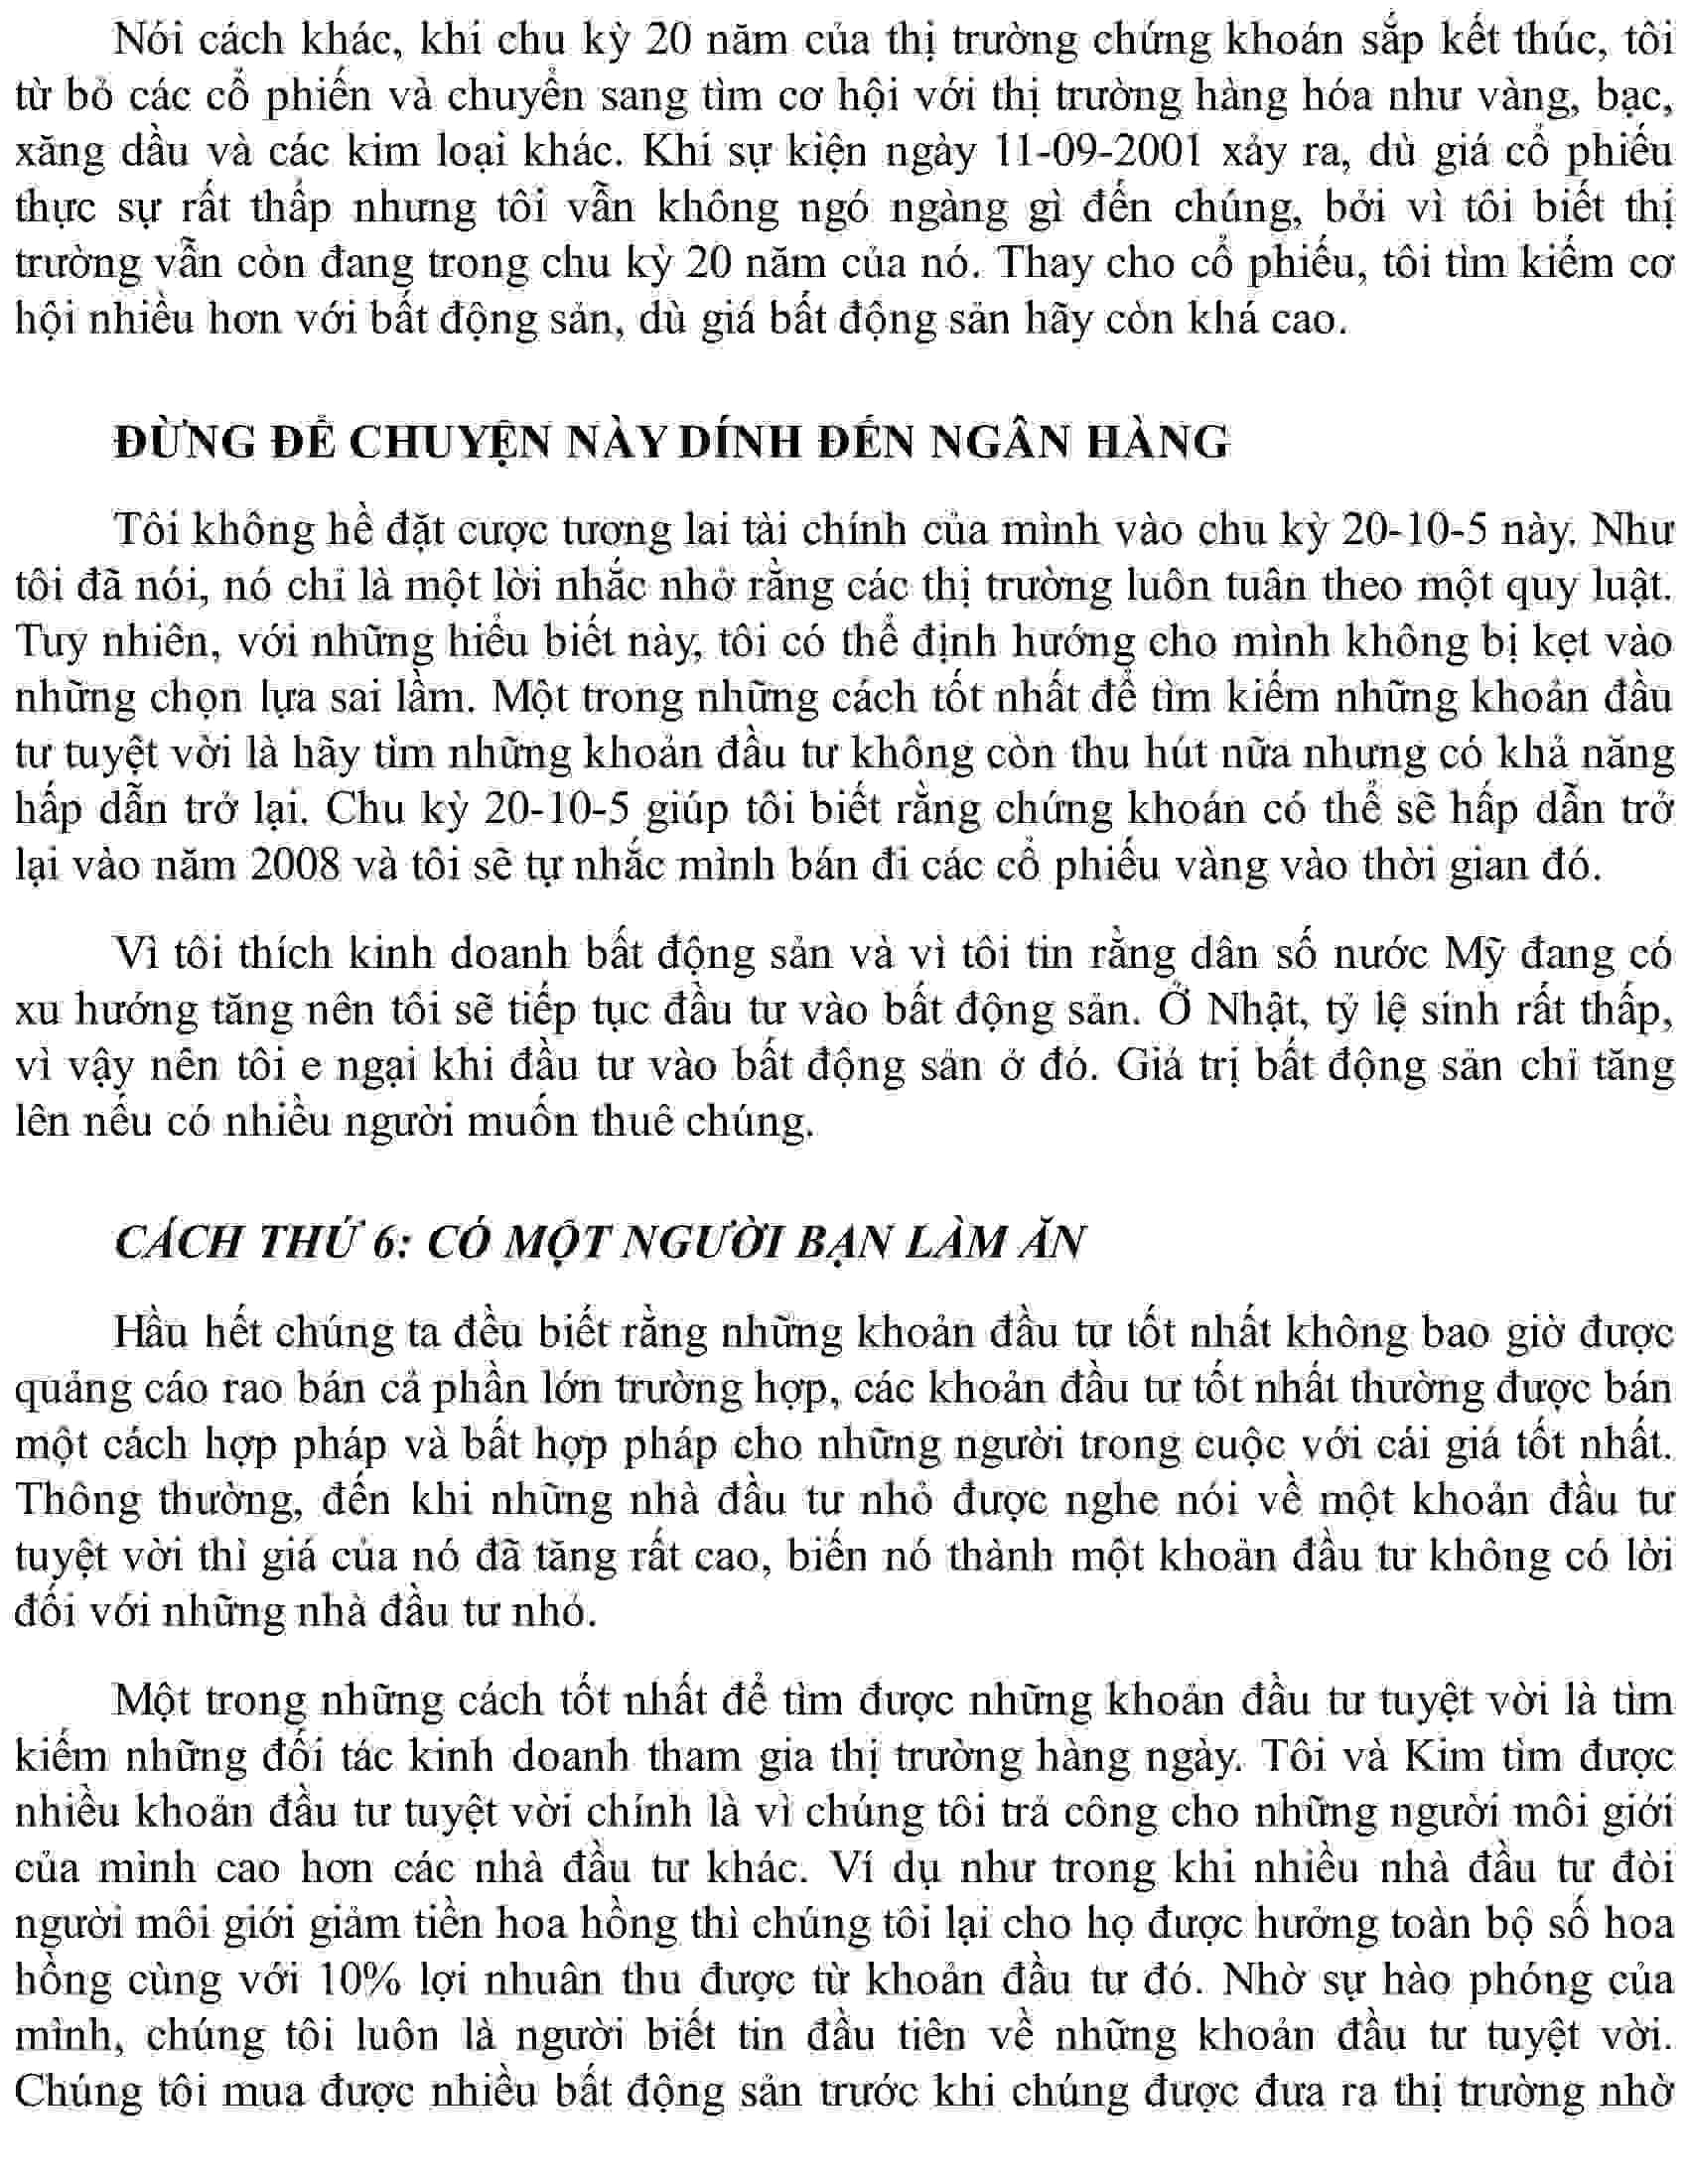 Nói cách khác, khi chu kỳ 20 năm của thị trường chứng khoán sắp kết thúc, tôi
từ bỏ các cổ phiến và chuyển sang tìm cơ hội với thị trường hàng hóa như vàng, bạc,
xăng dầu và các kim loại khác. Khi sự kiện ngày 11-09-2001 xảy ra, dù giá cổ phiếu
thực sự rất thấp nhưng tôi vẫn không ngó ngàng gì đến chúng, bởi vì tôi biết thị
trường vẫn còn đang trong chu kỳ 20 năm của nó. Thay cho cổ phiếu, tôi tìm kiếm cơ
hội nhiều hơn với bất động sản, dù giá bất động sản hãy còn khá cao.
ĐỪNG ĐỂ CHUYỆN NÀY DÍNH ĐẾN NGÂN HÀNG
Tôi không hề đặt cược tương lai tài chính của mình vào chu kỳ 20-10-5 này. Như
tôi đã nói, nó chỉ là một lời nhắc nhở rằng các thị trường luôn tuân theo một quy luật.
Tuy nhiên, với những hiểu biết này, tôi có thể định hướng cho mình không bị kẹt vào
những chọn lựa sai lầm. Một trong những cách tốt nhất để tìm kiếm những khoản đầu
tư tuyệt vời là hãy tìm những khoản đầu tư không còn thu hút nữa nhưng có khả năng
hấp dẫn trở lại. Chu kỳ 20-10-5 giúp tôi biết rằng chứng khoán có thể sẽ hấp dẫn trở
lại vào năm 2008 và tôi sẽ tự nhắc mình bán đi các cổ phiếu vàng vào thời gian đó.
Vì tôi thích kinh doanh bất động sản và vì tôi tin rằng dân số nước Mỹ đang có
xu hướng tăng nên tôi sẽ tiếp tục đầu tư vào bất động sản. Ở Nhật, tỷ lệ sinh rất thấp,
vì vậy nên tôi e ngại khi đầu tư vào bất động sản ở đó. Giá trị bất động sản chỉ tăng
lên nếu có nhiều người muốn thuê chúng.
CÁCH THỨ 6: CÓ MỘT NGƯỜI BẠN LÀM ĂN
Hầu hết chúng ta đều biết rằng những khoản đầu tư tốt nhất không bao giờ được
quảng cáo rao bán cả phần lớn trường hợp, các khoản đầu tư tốt nhất thường được bán
một cách hợp pháp và bất hợp pháp cho những người trong cuộc với cái giá tốt nhất.
Thông thường, đến khi những nhà đầu tư nhỏ được nghe nói về một khoản đầu tư
tuyệt vời thì giá của nó đã tăng rất cao, biến nó thành một khoản đầu tư không có lời
đối với những nhà đầu tư nhỏ.
Một trong những cách tốt nhất để tìm được những khoản đầu tư tuyệt vời là tìm
kiếm những đối tác kinh doanh tham gia thị trường hàng ngày. Tôi và Kim tìm được
nhiều khoản đầu tư tuyệt vời chính là vì chúng tôi trả công cho những người môi giới
của mình cao hơn các nhà đầu tư khác. Ví dụ như trong khi nhiều nhà đầu tư đòi
người môi giới giảm tiền hoa hồng thì chúng tôi lại cho họ được hưởng toàn bộ số hoa
hồng cùng với 10% lợi nhuân thu được từ khoản đầu tư đó. Nhờ sự hào phóng của
mình, chúng tôi luôn là người biết tin đầu tiên về những khoản đầu tư tuyệt vời.
Chúng tôi mua được nhiều bất động sản trước khi chúng được đưa ra thị trường nhờ